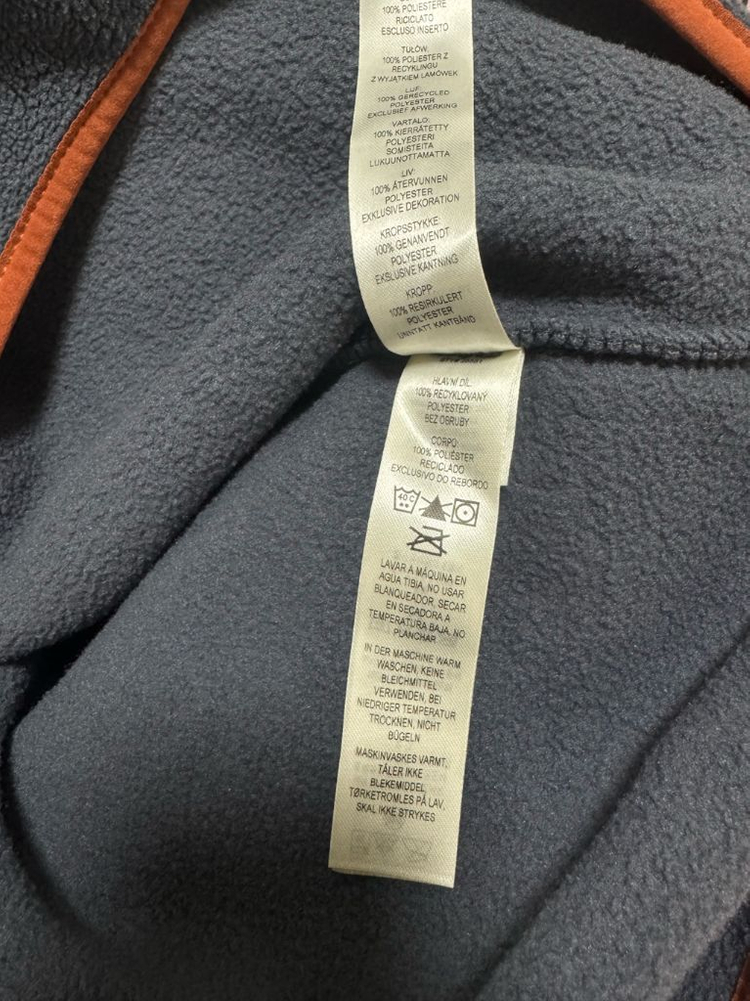 100% POLIESTERE
RICICLATO
ESCLUSO INSERTO
TUŁÓW:
100% POLIESTER Z
RECYKLINGU
Z WYJĄTKIEM LAMÓWEK
LIJF:
100% GERECYCLED
POLYESTER
EXCLUSIEF AFWERKING
VARTALO:
100% KIERRÄTETTY
POLYESTERI
SOMISTEITA
LUKUUNOTTAMATTA
LIV:
100% ÅTERVUNNEN
POLYESTER
EXKLUSIVE DEKORATION
KROPSSTYKKE:
100% GENANVENDT
POLYESTER
EKSLUSIVE KANTNING
KROPP:
100% RESIRKULERT
POLYESTER
UNNTATT KANTBÅND
HLAVNÍ DÍL:
100% RECYKLOVANÝ
POLYESTER
BEZ OBRUBY
CORPO:
100% POLIÉSTER
RECICLADO
EXCLUSIVO DO REBORDO
40 C
LAVAR A MÁQUINA EN
AGUA TIBIA, NO USAR
BLANQUEADOR, SECAR
EN SECADORA A
TEMPERATURA BAJA, NO
PLANCHAR
IN DER MASCHINE WARM
WASCHEN, KEINE
BLEICHMITTEL
VERWENDEN, BEI
NIEDRIGER TEMPERATUR
TROCKNEN, NICHT
BÜGELN
MASKINVASKES VARMT,
TÅLER IKKE
BLEKEMIDDEL,
TØRKETROMLES PÅ LAV,
SKAL IKKE STRYKES